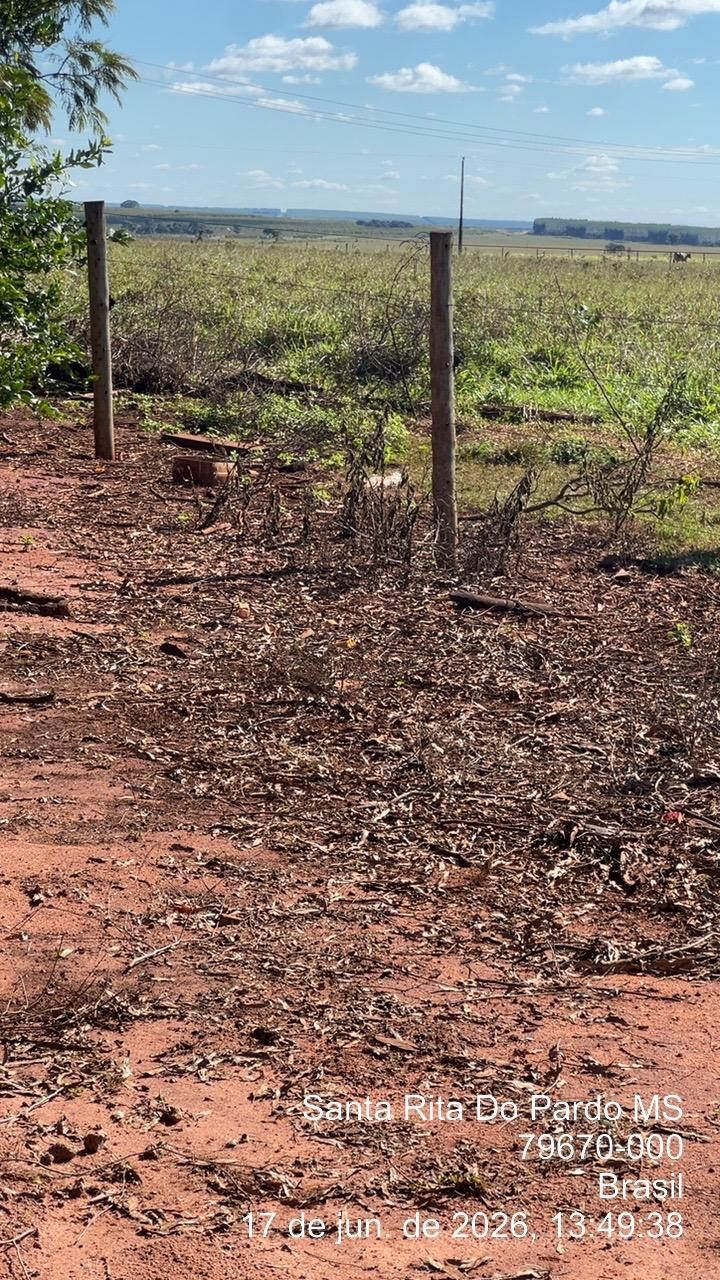 Santa Rita Do Pardo MS
79670-000
Brasil
17 de jun. de 2026, 13:49:38